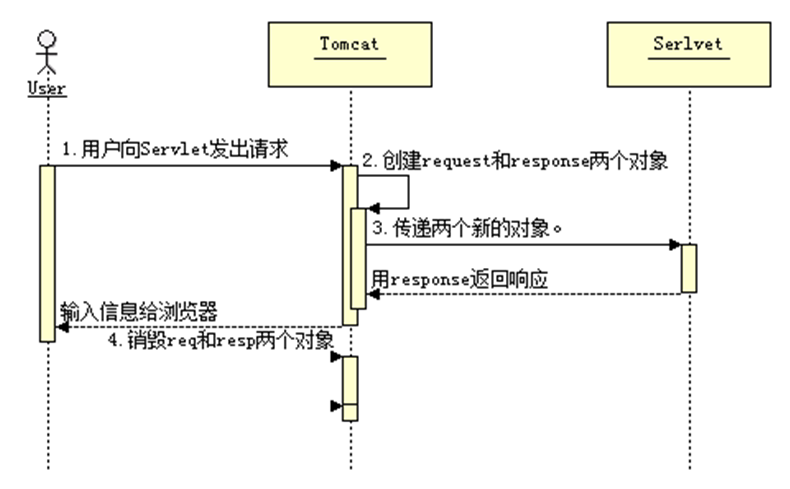 Tomcat
Serlvet
User
1.用户向Servlet发出请求
2.创建request和response两个对象
3.传递两个新的对象。
用response返回响应
输入信息给浏览器
4.销毁req和resp两个对象